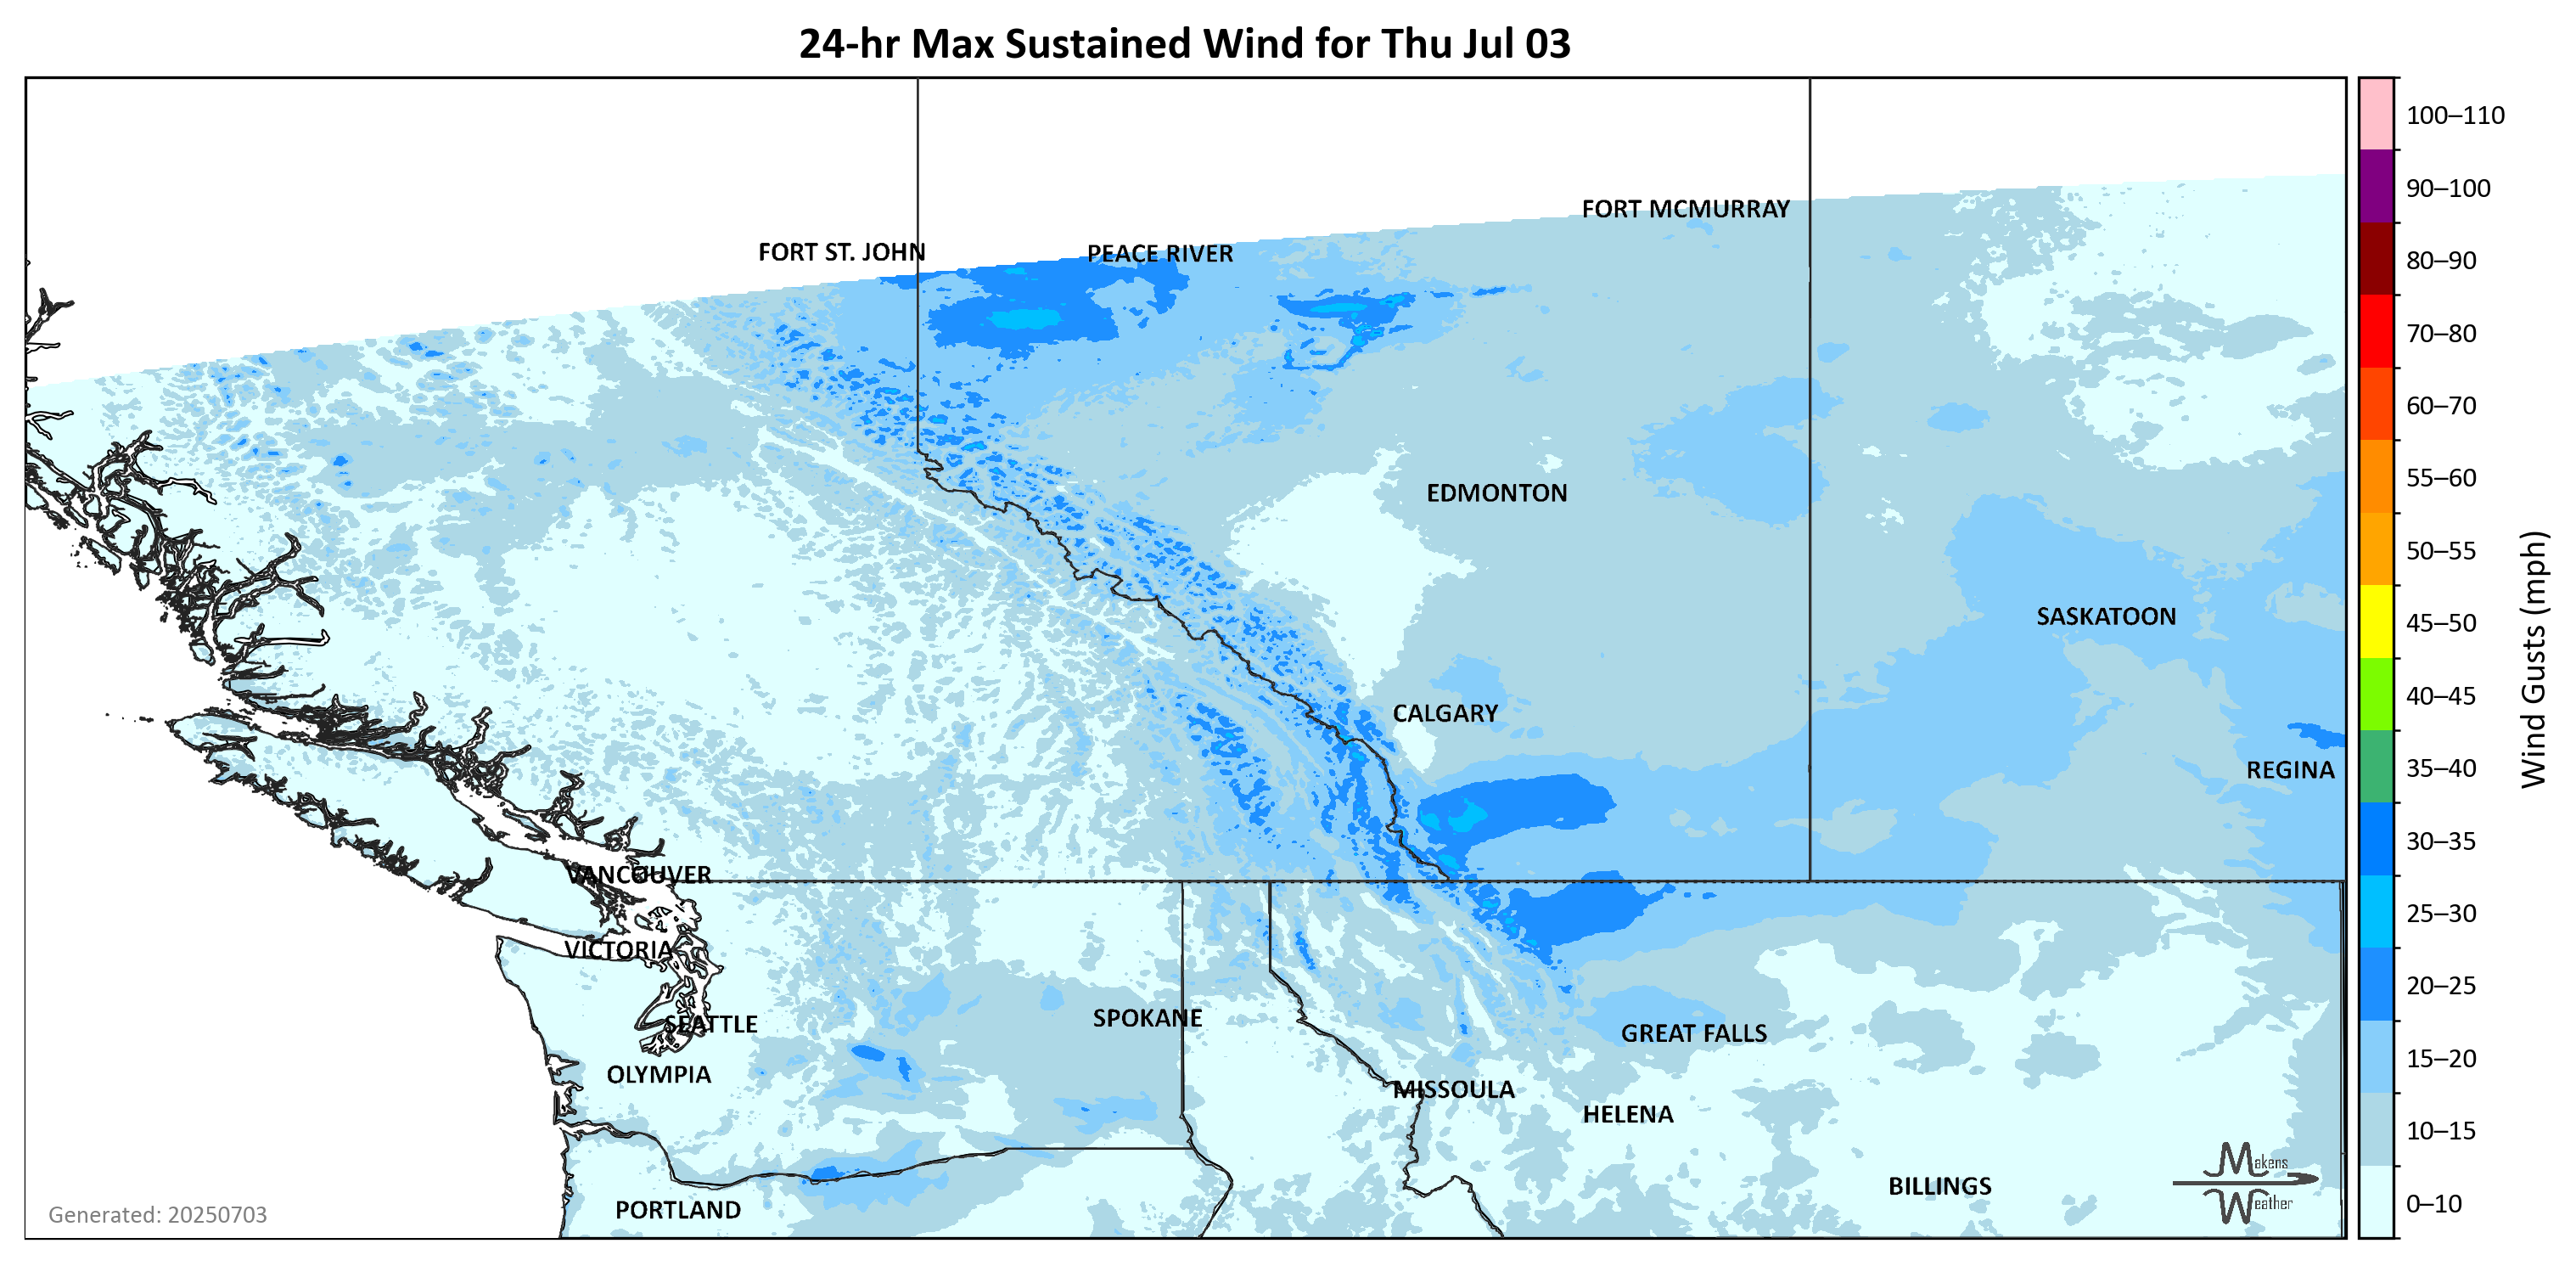 24-hr Max Sustained Wind for Thu Jul 03
100–110
90–100
80–90
70–80
60–70
55–60
50–55
45–50
40–45
35–40
30–35
25–30
20–25
15–20
10–15
0–10
Wind Gusts (mph)
FORT MCMURRAY
FORT ST. JOHN
PEACE RIVER
EDMONTON
SASKATOON
CALGARY
REGINA
VANCOUVER
VICTORIA
SEATTLE
SPOKANE
GREAT FALLS
OLYMPIA
MISSOULA
HELENA
BILLINGS
PORTLAND
Makens
Weather
Generated: 20250703